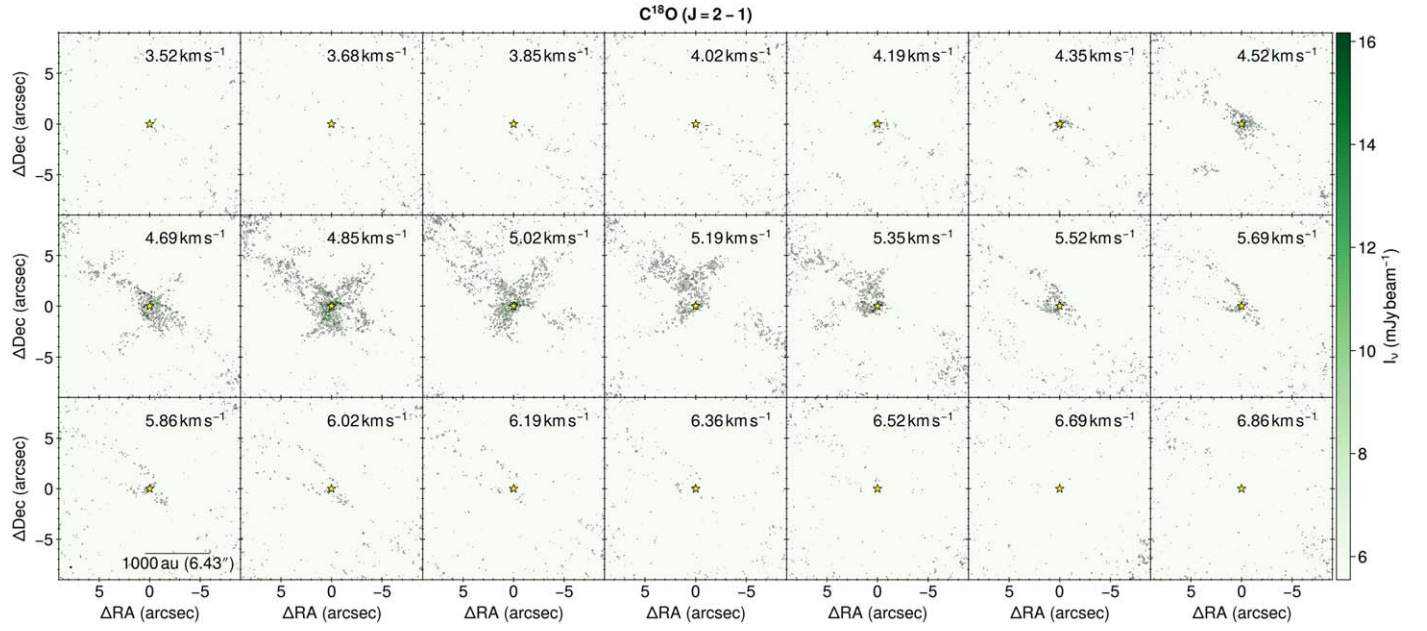 C¹⁸O (J = 2 − 1)
3.52 km s⁻¹ 3.68 km s⁻¹ 3.85 km s⁻¹ 4.02 km s⁻¹ 4.19 km s⁻¹ 4.35 km s⁻¹ 4.52 km s⁻¹
5
0
−5
ΔDec (arcsec)
4.69 km s⁻¹ 4.85 km s⁻¹ 5.02 km s⁻¹ 5.19 km s⁻¹ 5.35 km s⁻¹ 5.52 km s⁻¹ 5.69 km s⁻¹
5
0
−5
ΔDec (arcsec)
5.86 km s⁻¹ 6.02 km s⁻¹ 6.19 km s⁻¹ 6.36 km s⁻¹ 6.52 km s⁻¹ 6.69 km s⁻¹ 6.86 km s⁻¹
5
0
−5
ΔDec (arcsec)
1000 au (6.43″)
5 0 −5 5 0 −5 5 0 −5 5 0 −5 5 0 −5 5 0 −5 5 0 −5
ΔRA (arcsec) ΔRA (arcsec) ΔRA (arcsec) ΔRA (arcsec) ΔRA (arcsec) ΔRA (arcsec) ΔRA (arcsec)
16
14
12
10
8
6
Iν (mJy beam⁻¹)